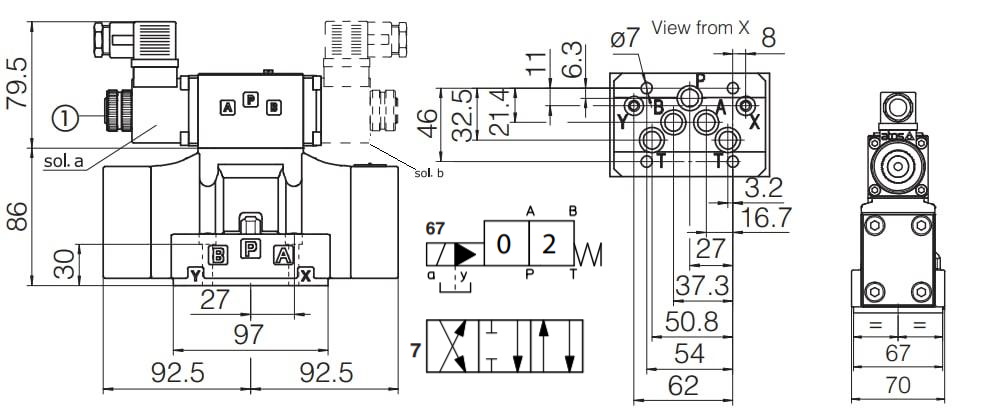 79.5
86
30
1
sol. a
sol. b
A P B
B P A
Y X
27
97
92.5 92.5
View from X
ø7
8
11
6.3
46
32.5
21.4
P
B A
Y X
T T
3.2
16.7
27
37.3
50.8
54
62
67
A B
0 2
a y P T
7
atos
= =
67
70